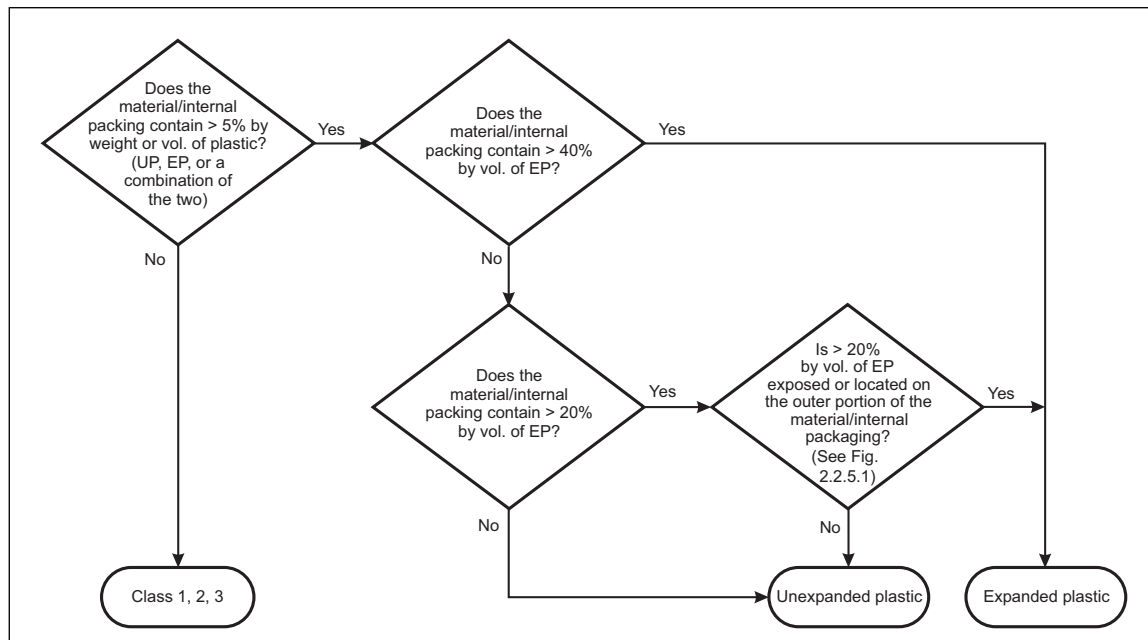 Does the
material/internal
packing contain > 5% by
weight or vol. of plastic?
(UP, EP, or a
combination of
the two)
Yes
Does the
material/internal
packing contain > 40%
by vol. of EP?
Yes
No
No
Does the
material/internal
packing contain > 20%
by vol. of EP?
Yes
Is > 20%
by vol. of EP
exposed or located on
the outer portion of the
material/internal
packaging?
(See Fig.
2.2.5.1)
Yes
No
No
Class 1, 2, 3
Unexpanded plastic
Expanded plastic